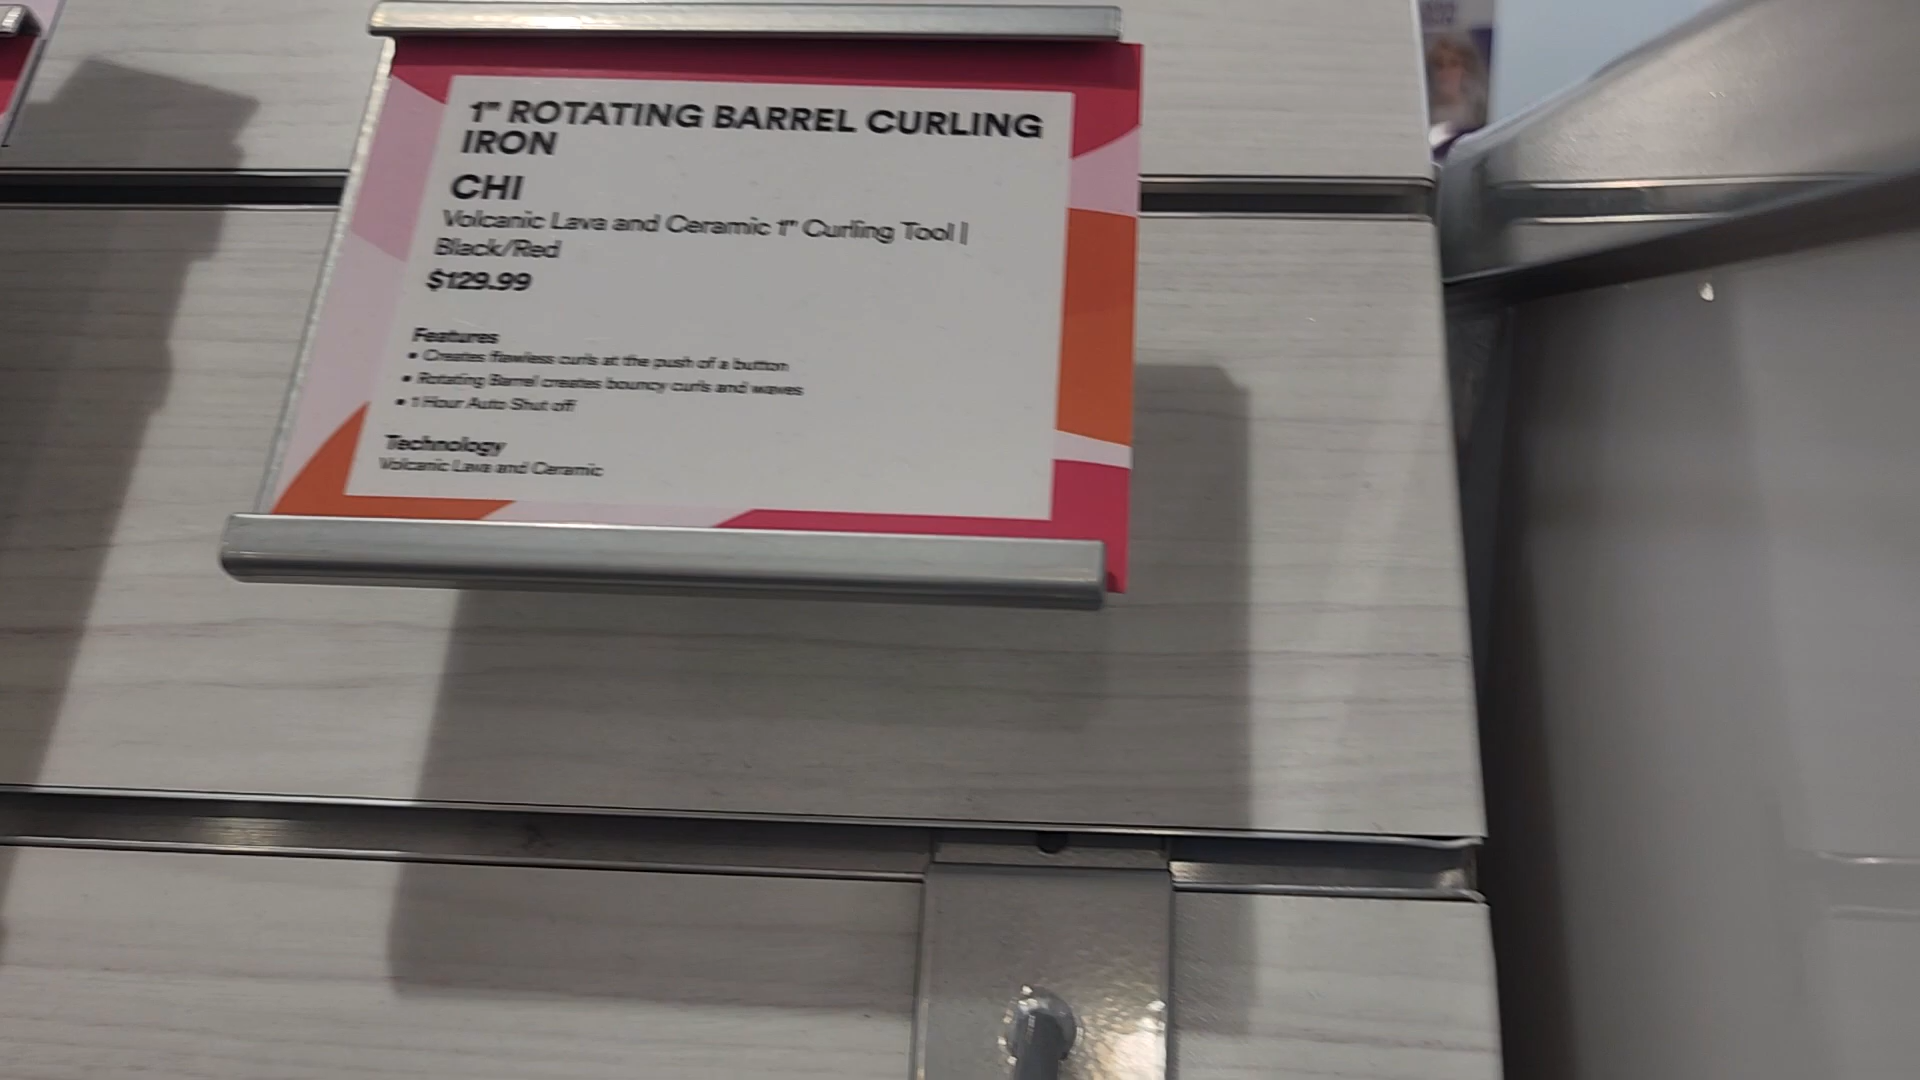 1" ROTATING BARREL CURLING
IRON
CHI
Volcanic Lava and Ceramic 1" Curling Tool |
Black/Red
$129.99
Features
• Creates flawless curls at the push of a button
• Rotating Barrel creates bouncy curls and waves
• 1 Hour Auto Shut off
Technology
Volcanic Lava and Ceramic